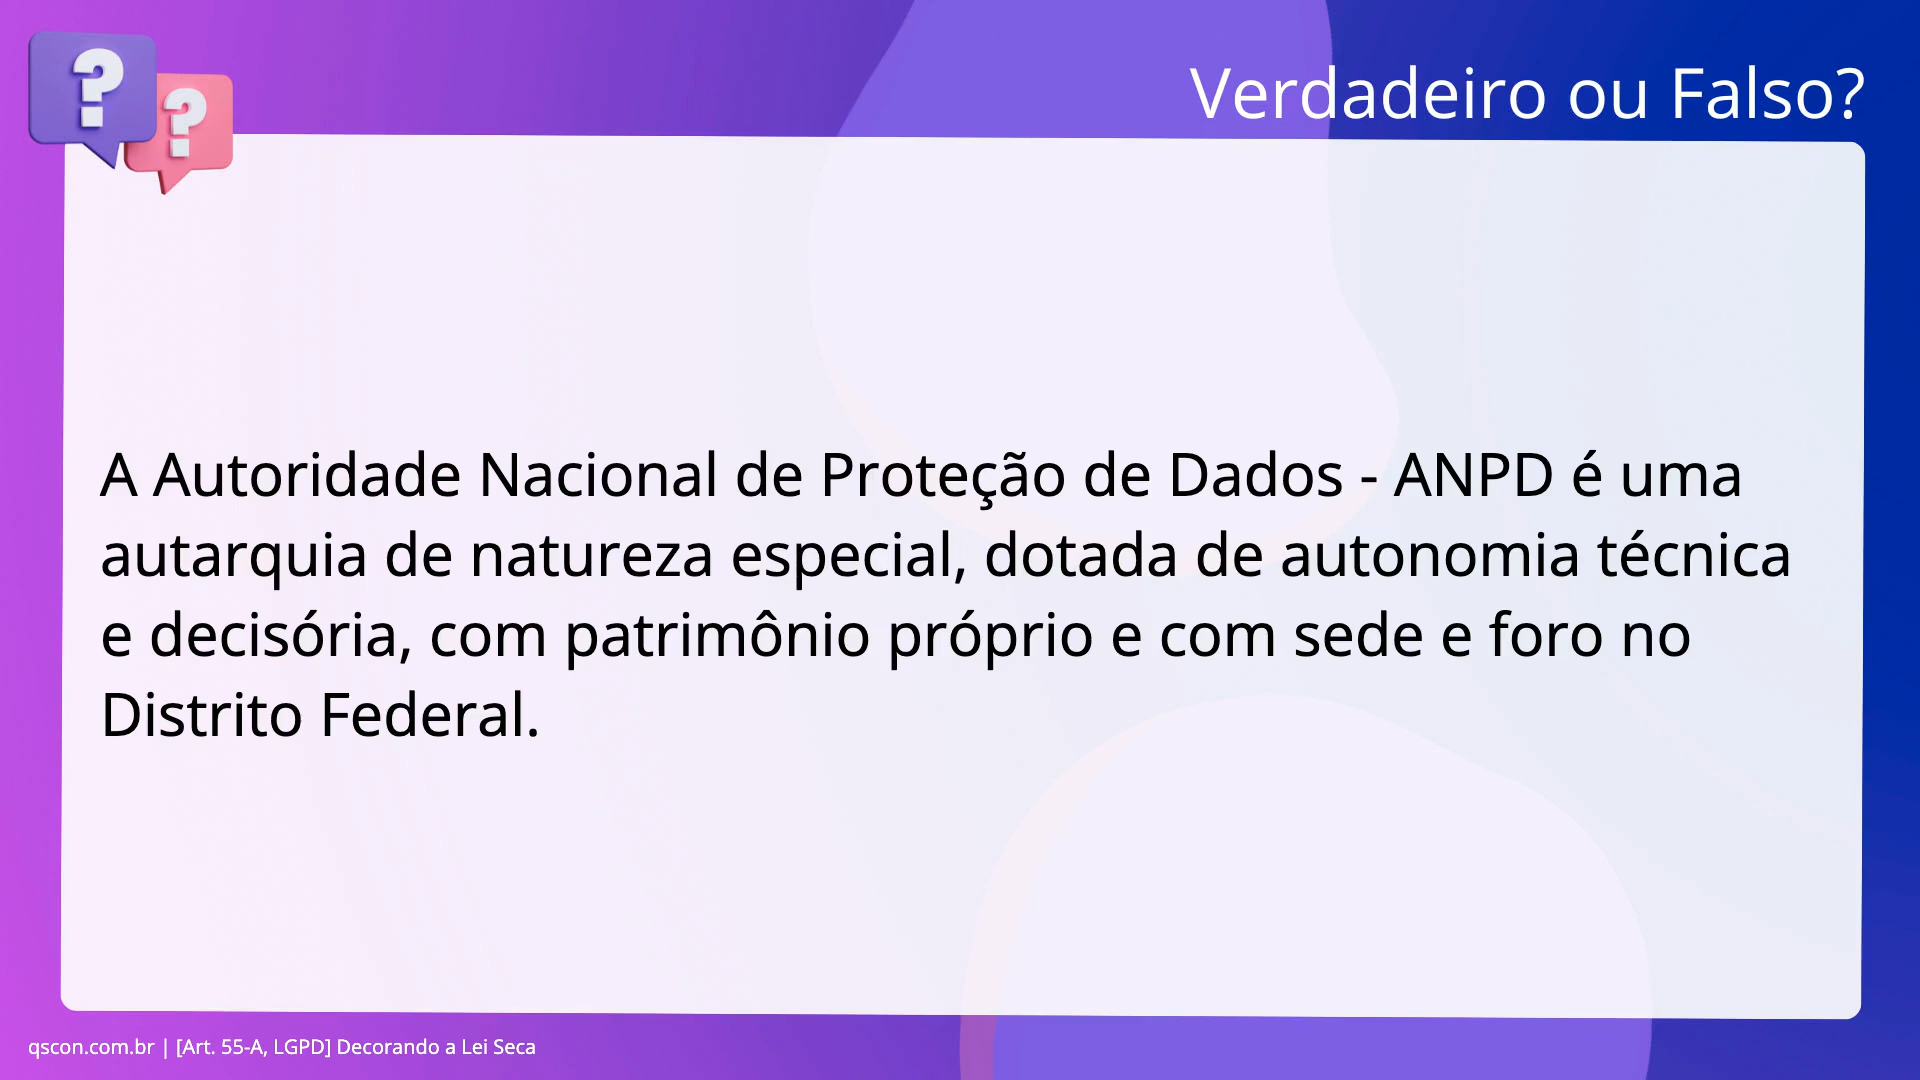 Verdadeiro ou Falso?
A Autoridade Nacional de Proteção de Dados - ANPD é uma
autarquia de natureza especial, dotada de autonomia técnica
e decisória, com patrimônio próprio e com sede e foro no
Distrito Federal.
qscon.com.br | [Art. 55-A, LGPD] Decorando a Lei Seca